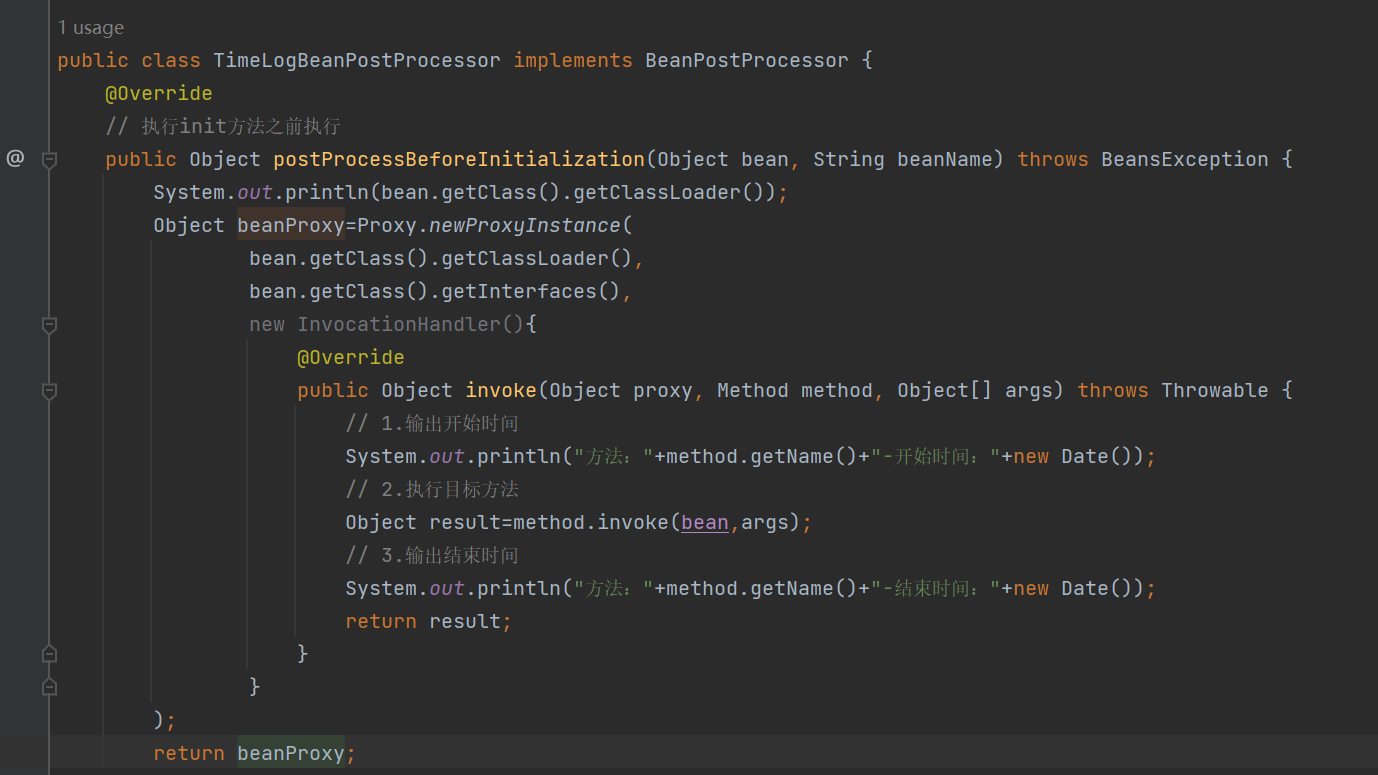 1 usage
public class TimeLogBeanPostProcessor implements BeanPostProcessor {
@Override
// 执行init方法之前执行
@ public Object postProcessBeforeInitialization(Object bean, String beanName) throws BeansException {
System.out.println(bean.getClass().getClassLoader());
Object beanProxy=Proxy.newProxyInstance(
bean.getClass().getClassLoader(),
bean.getClass().getInterfaces(),
new InvocationHandler(){
@Override
public Object invoke(Object proxy, Method method, Object[] args) throws Throwable {
// 1.输出开始时间
System.out.println("方法："+method.getName()+"-开始时间："+new Date());
// 2.执行目标方法
Object result=method.invoke(bean,args);
// 3.输出结束时间
System.out.println("方法："+method.getName()+"-结束时间："+new Date());
return result;
}
}
);
return beanProxy;